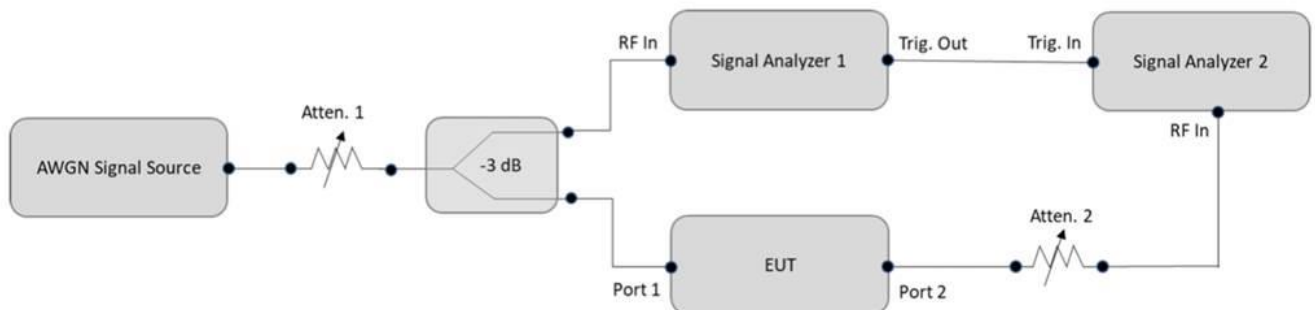 RF In
Signal Analyzer 1
Trig. Out
Trig. In
Signal Analyzer 2
RF In
Atten. 1
AWGN Signal Source
-3 dB
Atten. 2
EUT
Port 1
Port 2